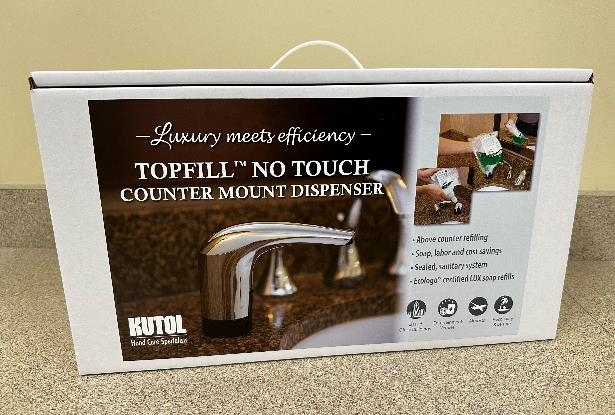 –Luxury meets efficiency–
TOPFILL™ NO TOUCH
COUNTER MOUNT DISPENSER
• Above counter refilling
• Soap, labor and cost savings
• Sealed, sanitary system
• Ecologo™ certified LUX soap refills
KUTOL
Hand Care Specialists